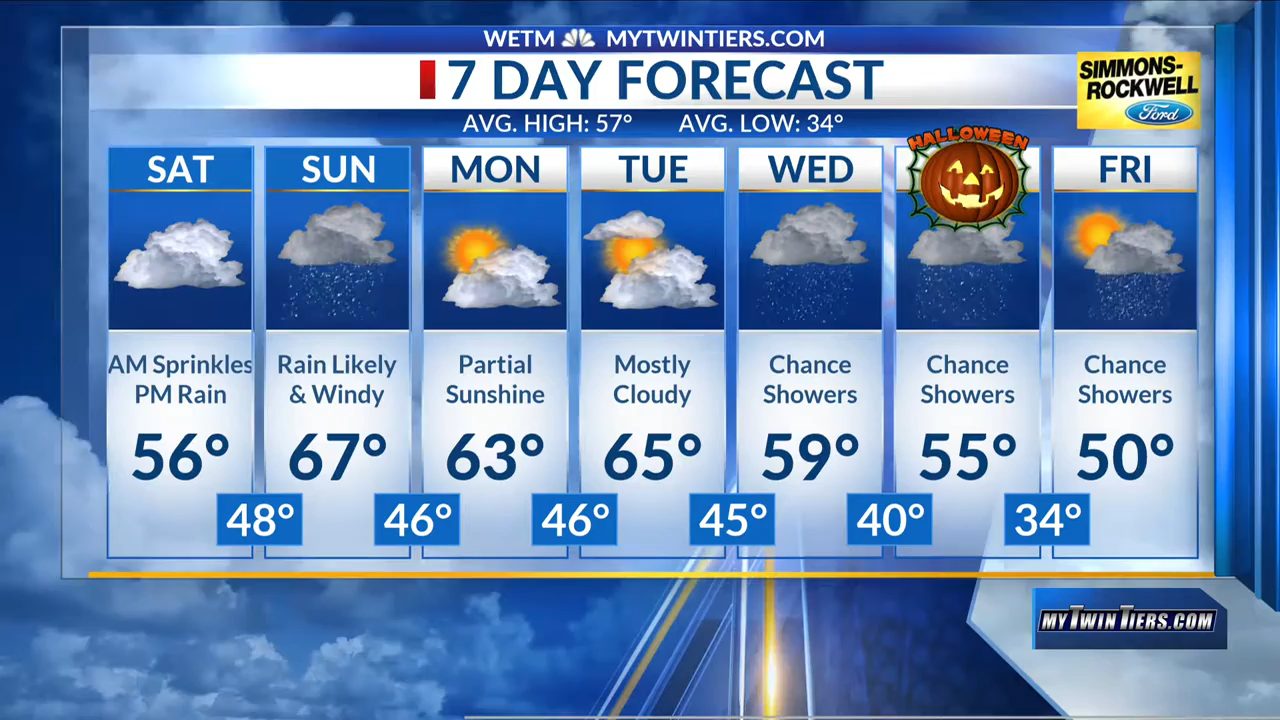 WETM MYTWINTIERS.COM
7 DAY FORECAST
SIMMONS-
ROCKWELL
Ford
AVG. HIGH: 57° AVG. LOW: 34°
HALLOWEEN
SAT SUN MON TUE WED FRI
AM Sprinkles Rain Likely Partial Mostly Chance Chance Chance
PM Rain & Windy Sunshine Cloudy Showers Showers Showers
56° 67° 63° 65° 59° 55° 50°
48° 46° 46° 45° 40° 34°
MYTWINTIERS.COM